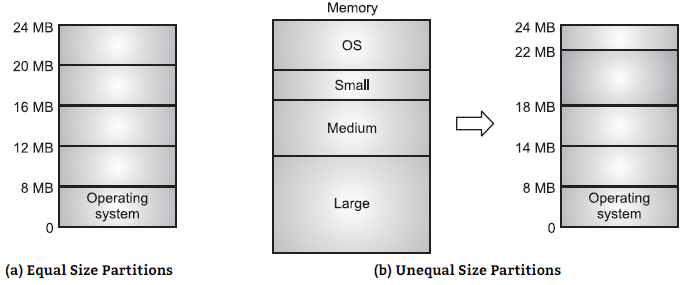 24 MB
20 MB
16 MB
12 MB
8 MB
Operating
system
0
(a) Equal Size Partitions
Memory
OS
Small
Medium
Large
24 MB
22 MB
18 MB
14 MB
8 MB
Operating
system
0
(b) Unequal Size Partitions